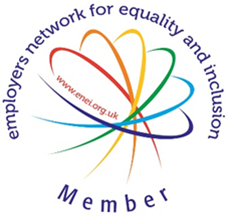 employers network for equality and inclusion
www.enei.org.uk
Member